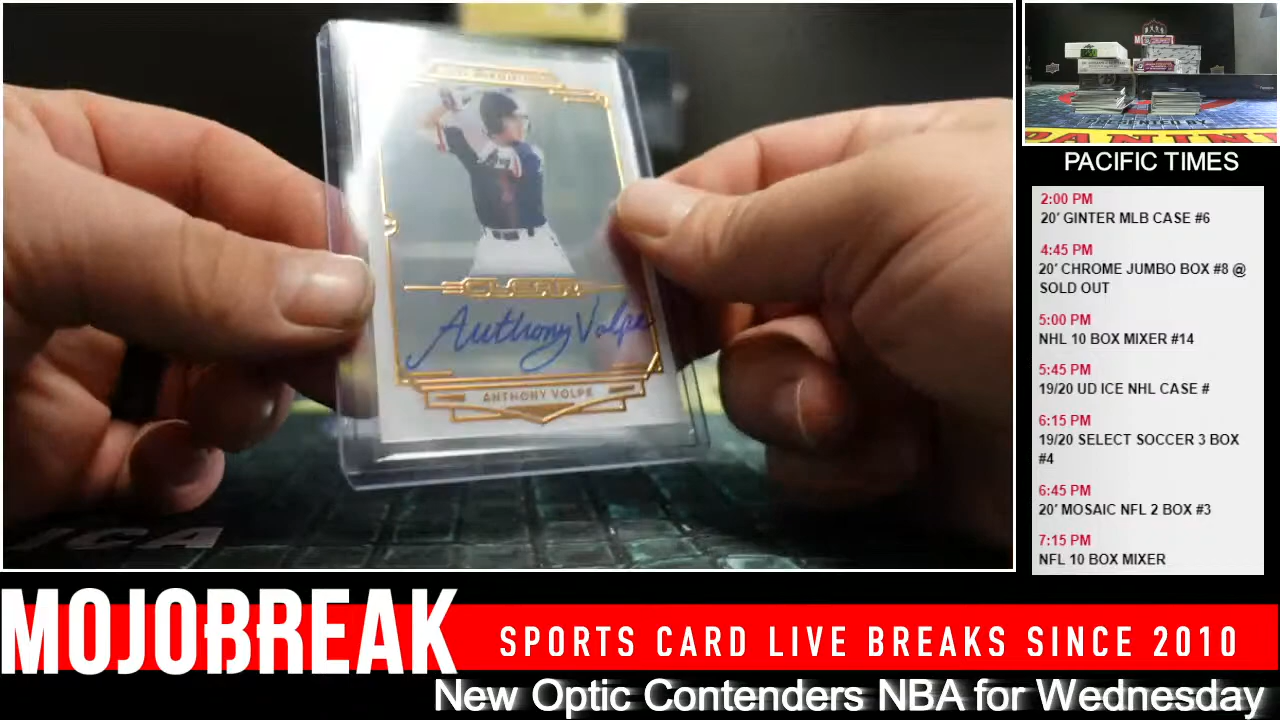 CLEAR
Anthony Volpe
ANTHONY VOLPE
PACIFIC TIMES
2:00 PM
20' GINTER MLB CASE #6
4:45 PM
20' CHROME JUMBO BOX #8 @
SOLD OUT
5:00 PM
NHL 10 BOX MIXER #14
5:45 PM
19/20 UD ICE NHL CASE #
6:15 PM
19/20 SELECT SOCCER 3 BOX
#4
6:45 PM
20' MOSAIC NFL 2 BOX #3
7:15 PM
NFL 10 BOX MIXER
MOJOBREAK
SPORTS CARD LIVE BREAKS SINCE 2010
New Optic Contenders NBA for Wednesday